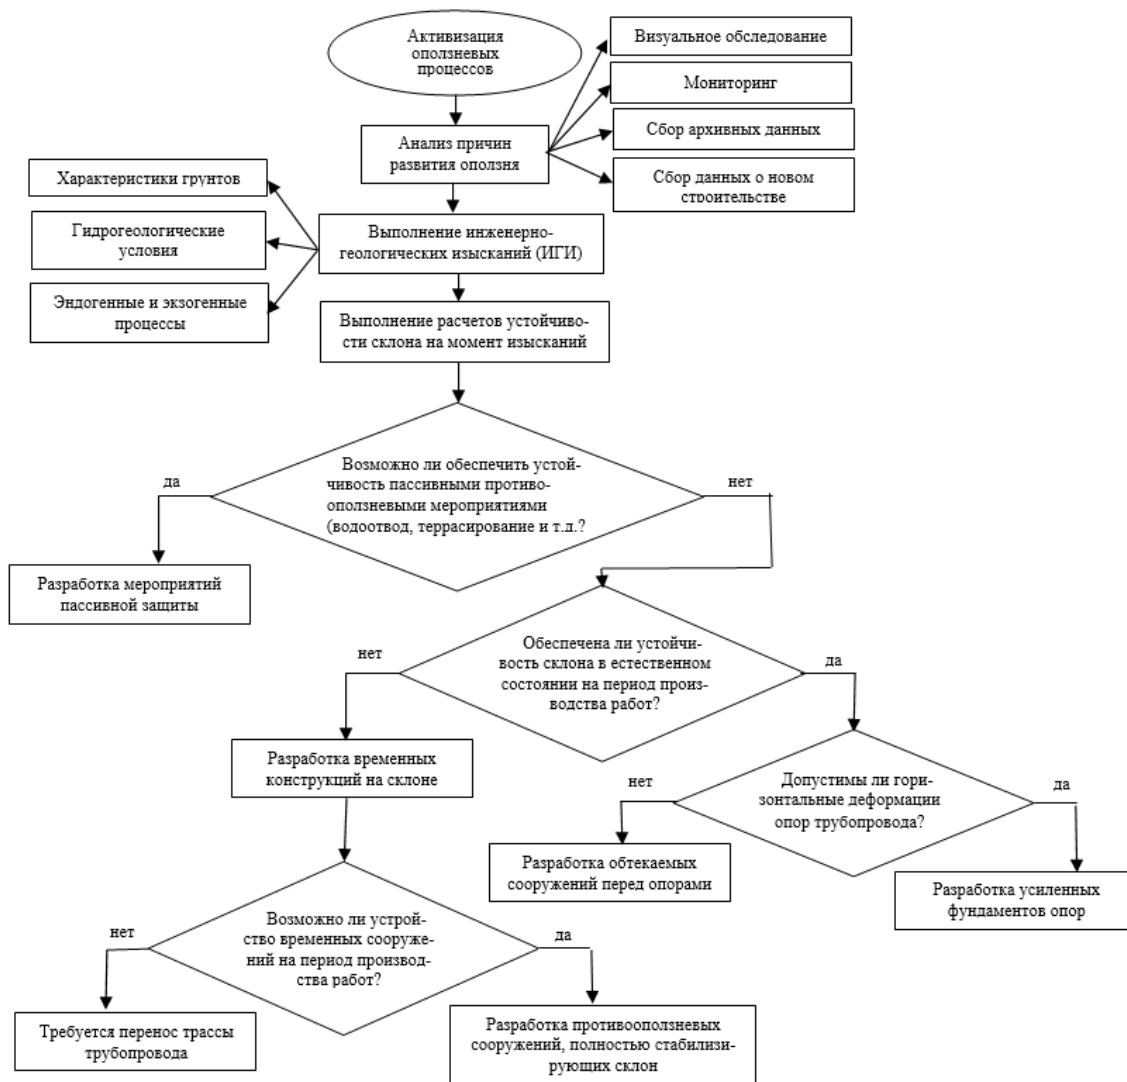 Активизация
оползневых
процессов
Визуальное обследование
Мониторинг
Сбор архивных данных
Сбор данных о новом
строительстве
Анализ причин
развития оползня
Характеристики грунтов
Гидрогеологические
условия
Эндогенные и экзогенные
процессы
Выполнение инженерно-
геологических изысканий (ИГИ)
Выполнение расчетов устойчиво-
сти склона на момент изысканий
Возможно ли обеспечить устой-
чивость пассивными противо-
оползневыми мероприятиями
(водоотвод, террасирование и т.д.?
да
нет
Разработка мероприятий
пассивной защиты
Обеспечена ли устойчи-
вость склона в естественном
состоянии на период произ-
водства работ?
нет
да
Разработка временных
конструкций на склоне
Допустимы ли гори-
зонтальные деформации
опор трубопровода?
нет
да
Разработка обтекаемых
сооружений перед опорами
Разработка усиленных
фундаментов опор
Возможно ли устрой-
ство временных сооруже-
ний на период производ-
ства работ?
нет
да
Требуется перенос трассы
трубопровода
Разработка противооползневых
сооружений, полностью стабилизи-
рующих склон